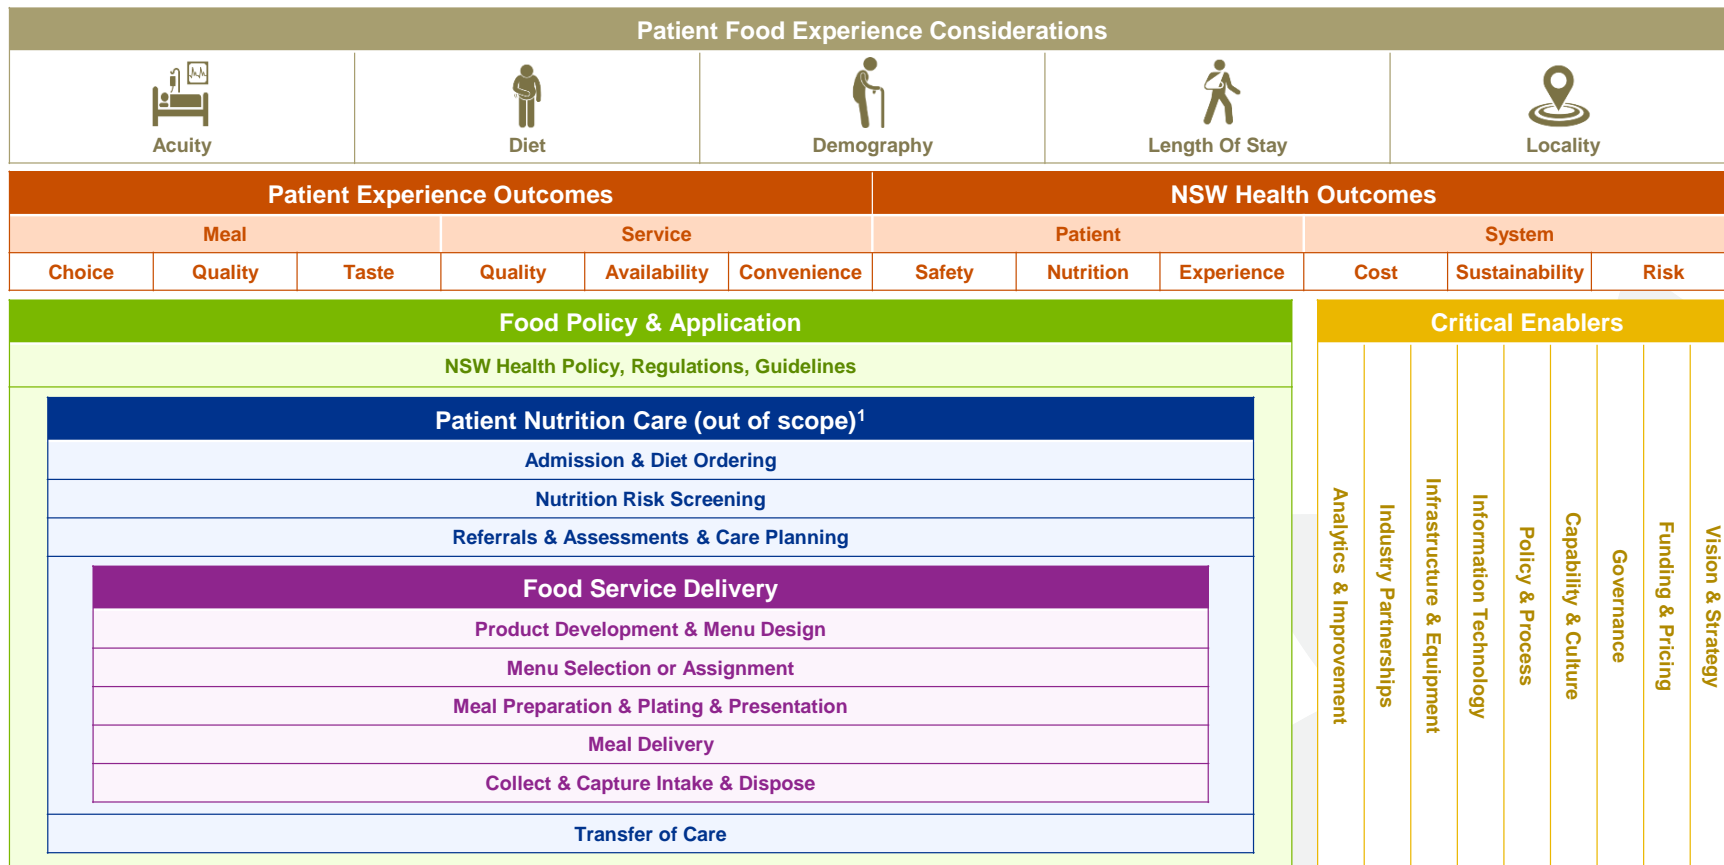 Patient Food Experience Considerations
Acuity
Diet
Demography
Length Of Stay
Locality
Patient Experience Outcomes
NSW Health Outcomes
Meal
Service
Patient
System
Choice
Quality
Taste
Quality
Availability
Convenience
Safety
Nutrition
Experience
Cost
Sustainability
Risk
Food Policy & Application
NSW Health Policy, Regulations, Guidelines
Patient Nutrition Care (out of scope)¹
Admission & Diet Ordering
Nutrition Risk Screening
Referrals & Assessments & Care Planning
Food Service Delivery
Product Development & Menu Design
Menu Selection or Assignment
Meal Preparation & Plating & Presentation
Meal Delivery
Collect & Capture Intake & Dispose
Transfer of Care
Critical Enablers
Analytics & Improvement
Industry Partnerships
Infrastructure & Equipment
Information Technology
Policy & Process
Capability & Culture
Governance
Funding & Pricing
Vision & Strategy